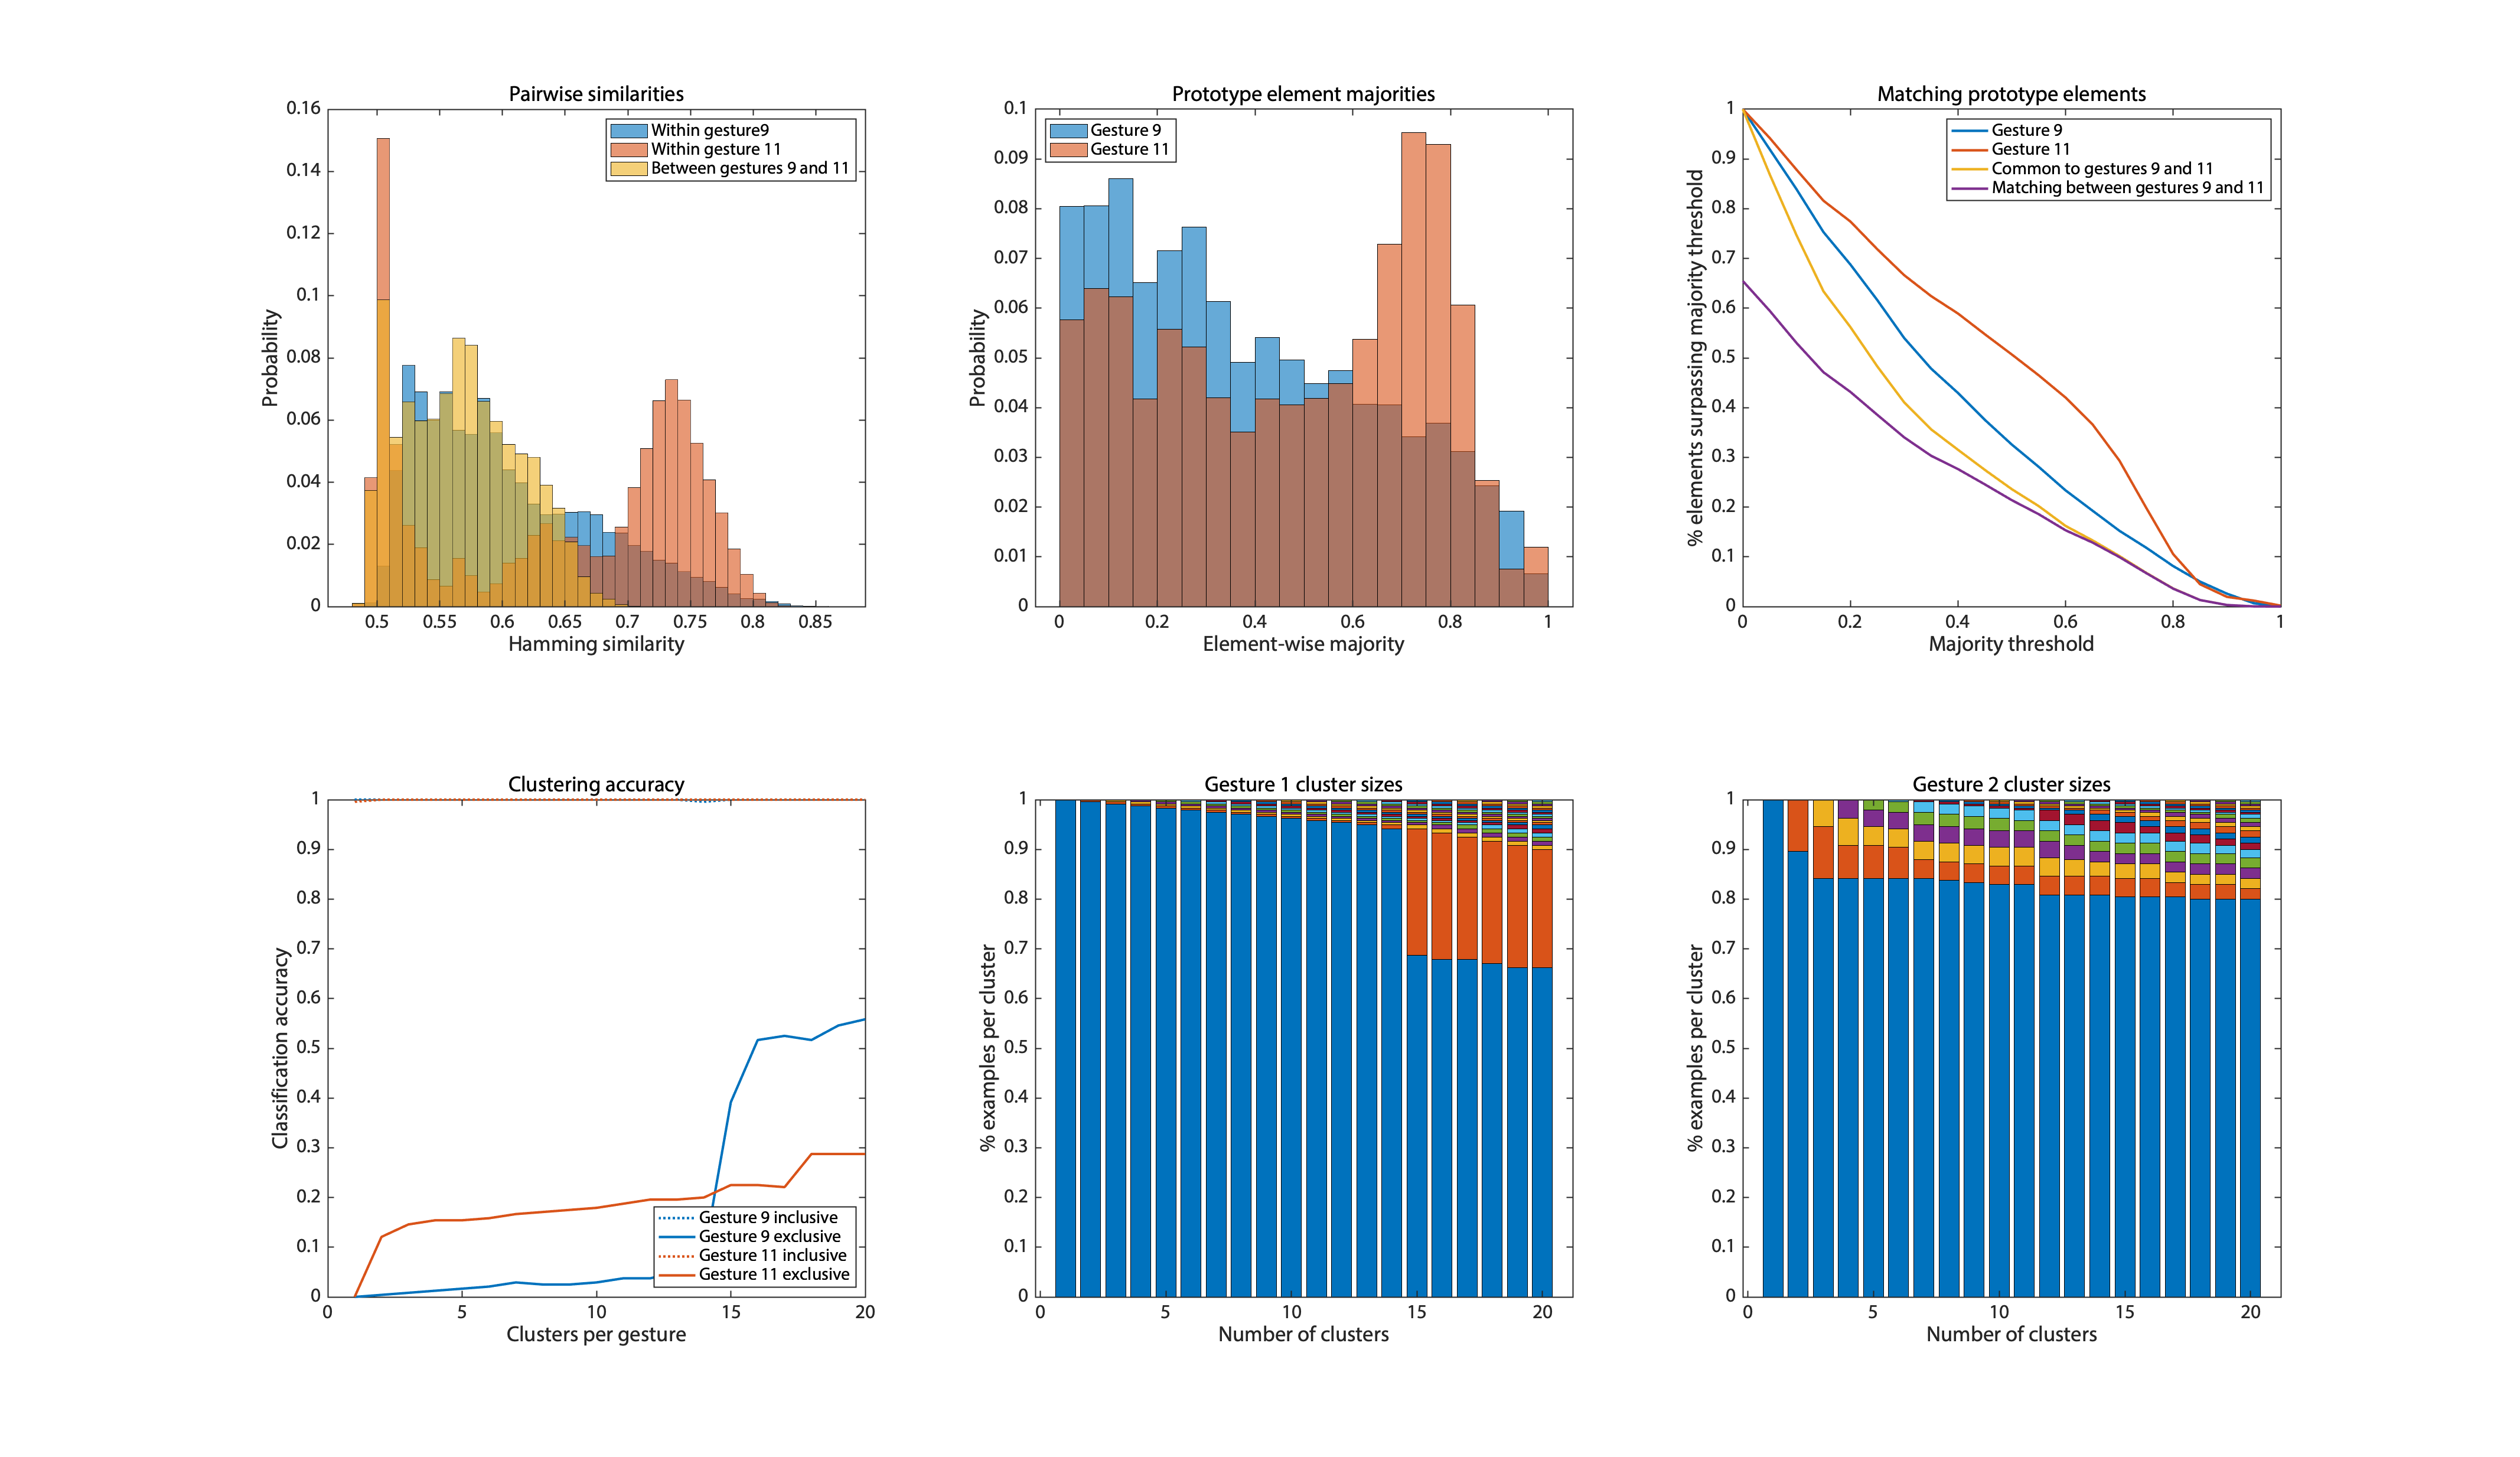 Pairwise similarities
0.16
0.14
0.12
0.1
0.08
0.06
0.04
0.02
0
Probability
Within gesture9
Within gesture 11
Between gestures 9 and 11
0.5 0.55 0.6 0.65 0.7 0.75 0.8 0.85
Hamming similarity
Prototype element majorities
0.1
0.09
0.08
0.07
0.06
0.05
0.04
0.03
0.02
0.01
0
Probability
Gesture 9
Gesture 11
0 0.2 0.4 0.6 0.8 1
Element-wise majority
Matching prototype elements
1
0.9
0.8
0.7
0.6
0.5
0.4
0.3
0.2
0.1
0
% elements surpassing majority threshold
Gesture 9
Gesture 11
Common to gestures 9 and 11
Matching between gestures 9 and 11
0 0.2 0.4 0.6 0.8 1
Majority threshold
Clustering accuracy
1
0.9
0.8
0.7
0.6
0.5
0.4
0.3
0.2
0.1
0
Classification accuracy
Gesture 9 inclusive
Gesture 9 exclusive
Gesture 11 inclusive
Gesture 11 exclusive
0 5 10 15 20
Clusters per gesture
Gesture 1 cluster sizes
1
0.9
0.8
0.7
0.6
0.5
0.4
0.3
0.2
0.1
0
% examples per cluster
0 5 10 15 20
Number of clusters
Gesture 2 cluster sizes
1
0.9
0.8
0.7
0.6
0.5
0.4
0.3
0.2
0.1
0
% examples per cluster
0 5 10 15 20
Number of clusters